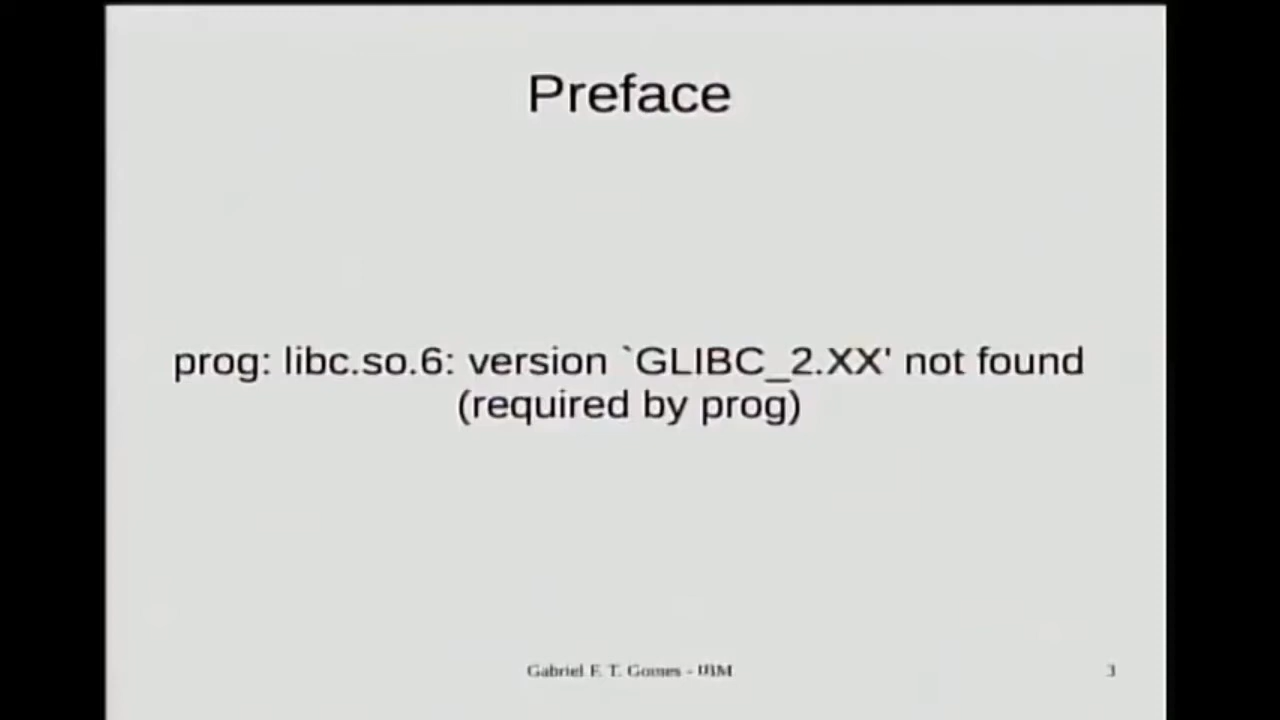 Preface
prog: libc.so.6: version `GLIBC_2.XX' not found
(required by prog)
Gabriel F. T. Gomes - IBM
3